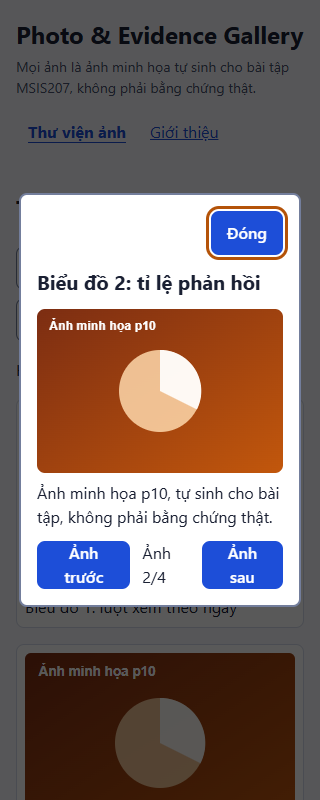 Photo & Evidence Gallery
Mọi ảnh là ảnh minh họa tự sinh cho bài tập
MSIS207, không phải bằng chứng thật.
Thư viện ảnh
Giới thiệu
Đóng
Biểu đồ 2: tỉ lệ phản hồi
Ảnh minh họa p10
Ảnh minh họa p10, tự sinh cho bài
tập, không phải bằng chứng thật.
Ảnh
trước
Ảnh
2/4
Ảnh
sau
Biểu đồ 1: lượt xem theo ngày
Ảnh minh họa p10